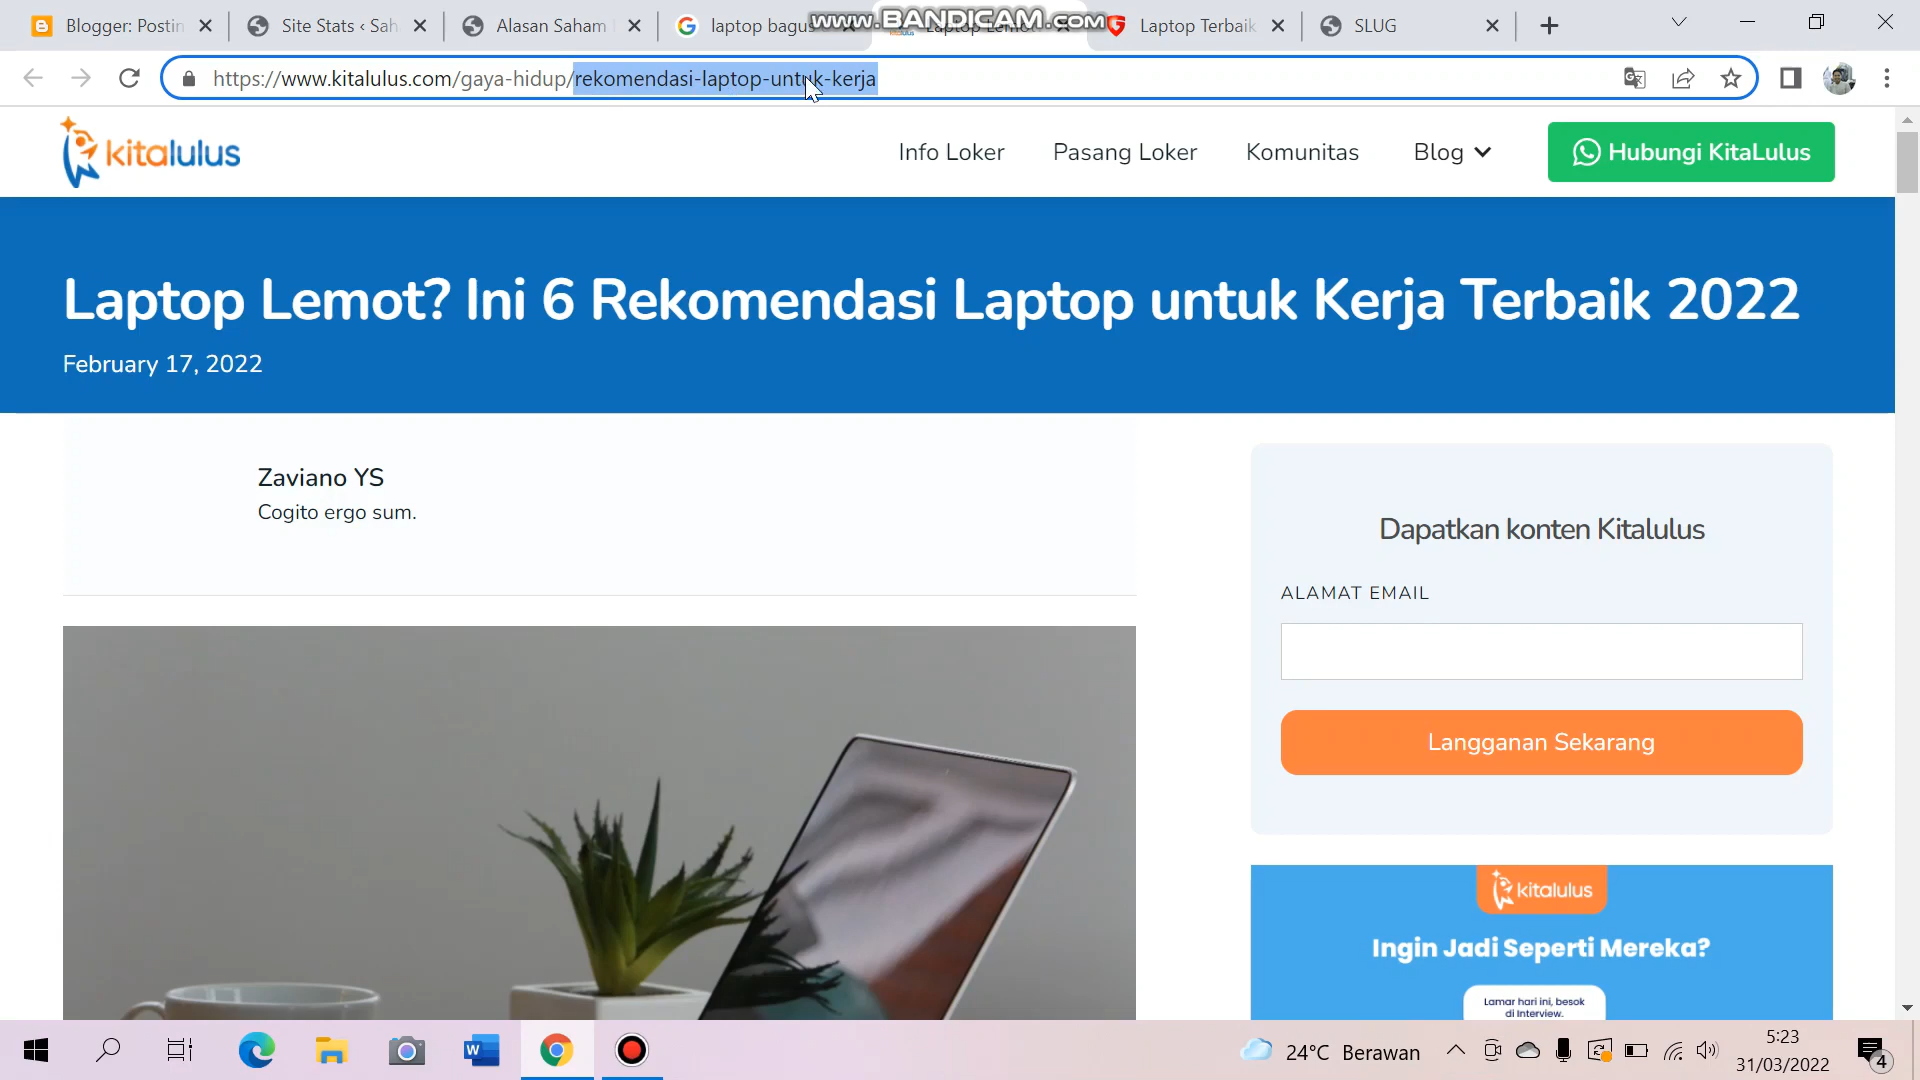 Blogger: Postin
Site Stats ‹ Sah
Alasan Saham
laptop bagus
Laptop Lemot
Laptop Terbaik
SLUG
www.BANDICAM.com
https://www.kitalulus.com/gaya-hidup/rekomendasi-laptop-untuk-kerja
kitalulus
Info Loker
Pasang Loker
Komunitas
Blog
Hubungi KitaLulus
Laptop Lemot? Ini 6 Rekomendasi Laptop untuk Kerja Terbaik 2022
February 17, 2022
Zaviano YS
Cogito ergo sum.
Dapatkan konten Kitalulus
ALAMAT EMAIL
Langganan Sekarang
kitalulus
Ingin Jadi Seperti Mereka?
Lamar hari ini, besok
di Interview.
24°C Berawan
5:23
31/03/2022
4